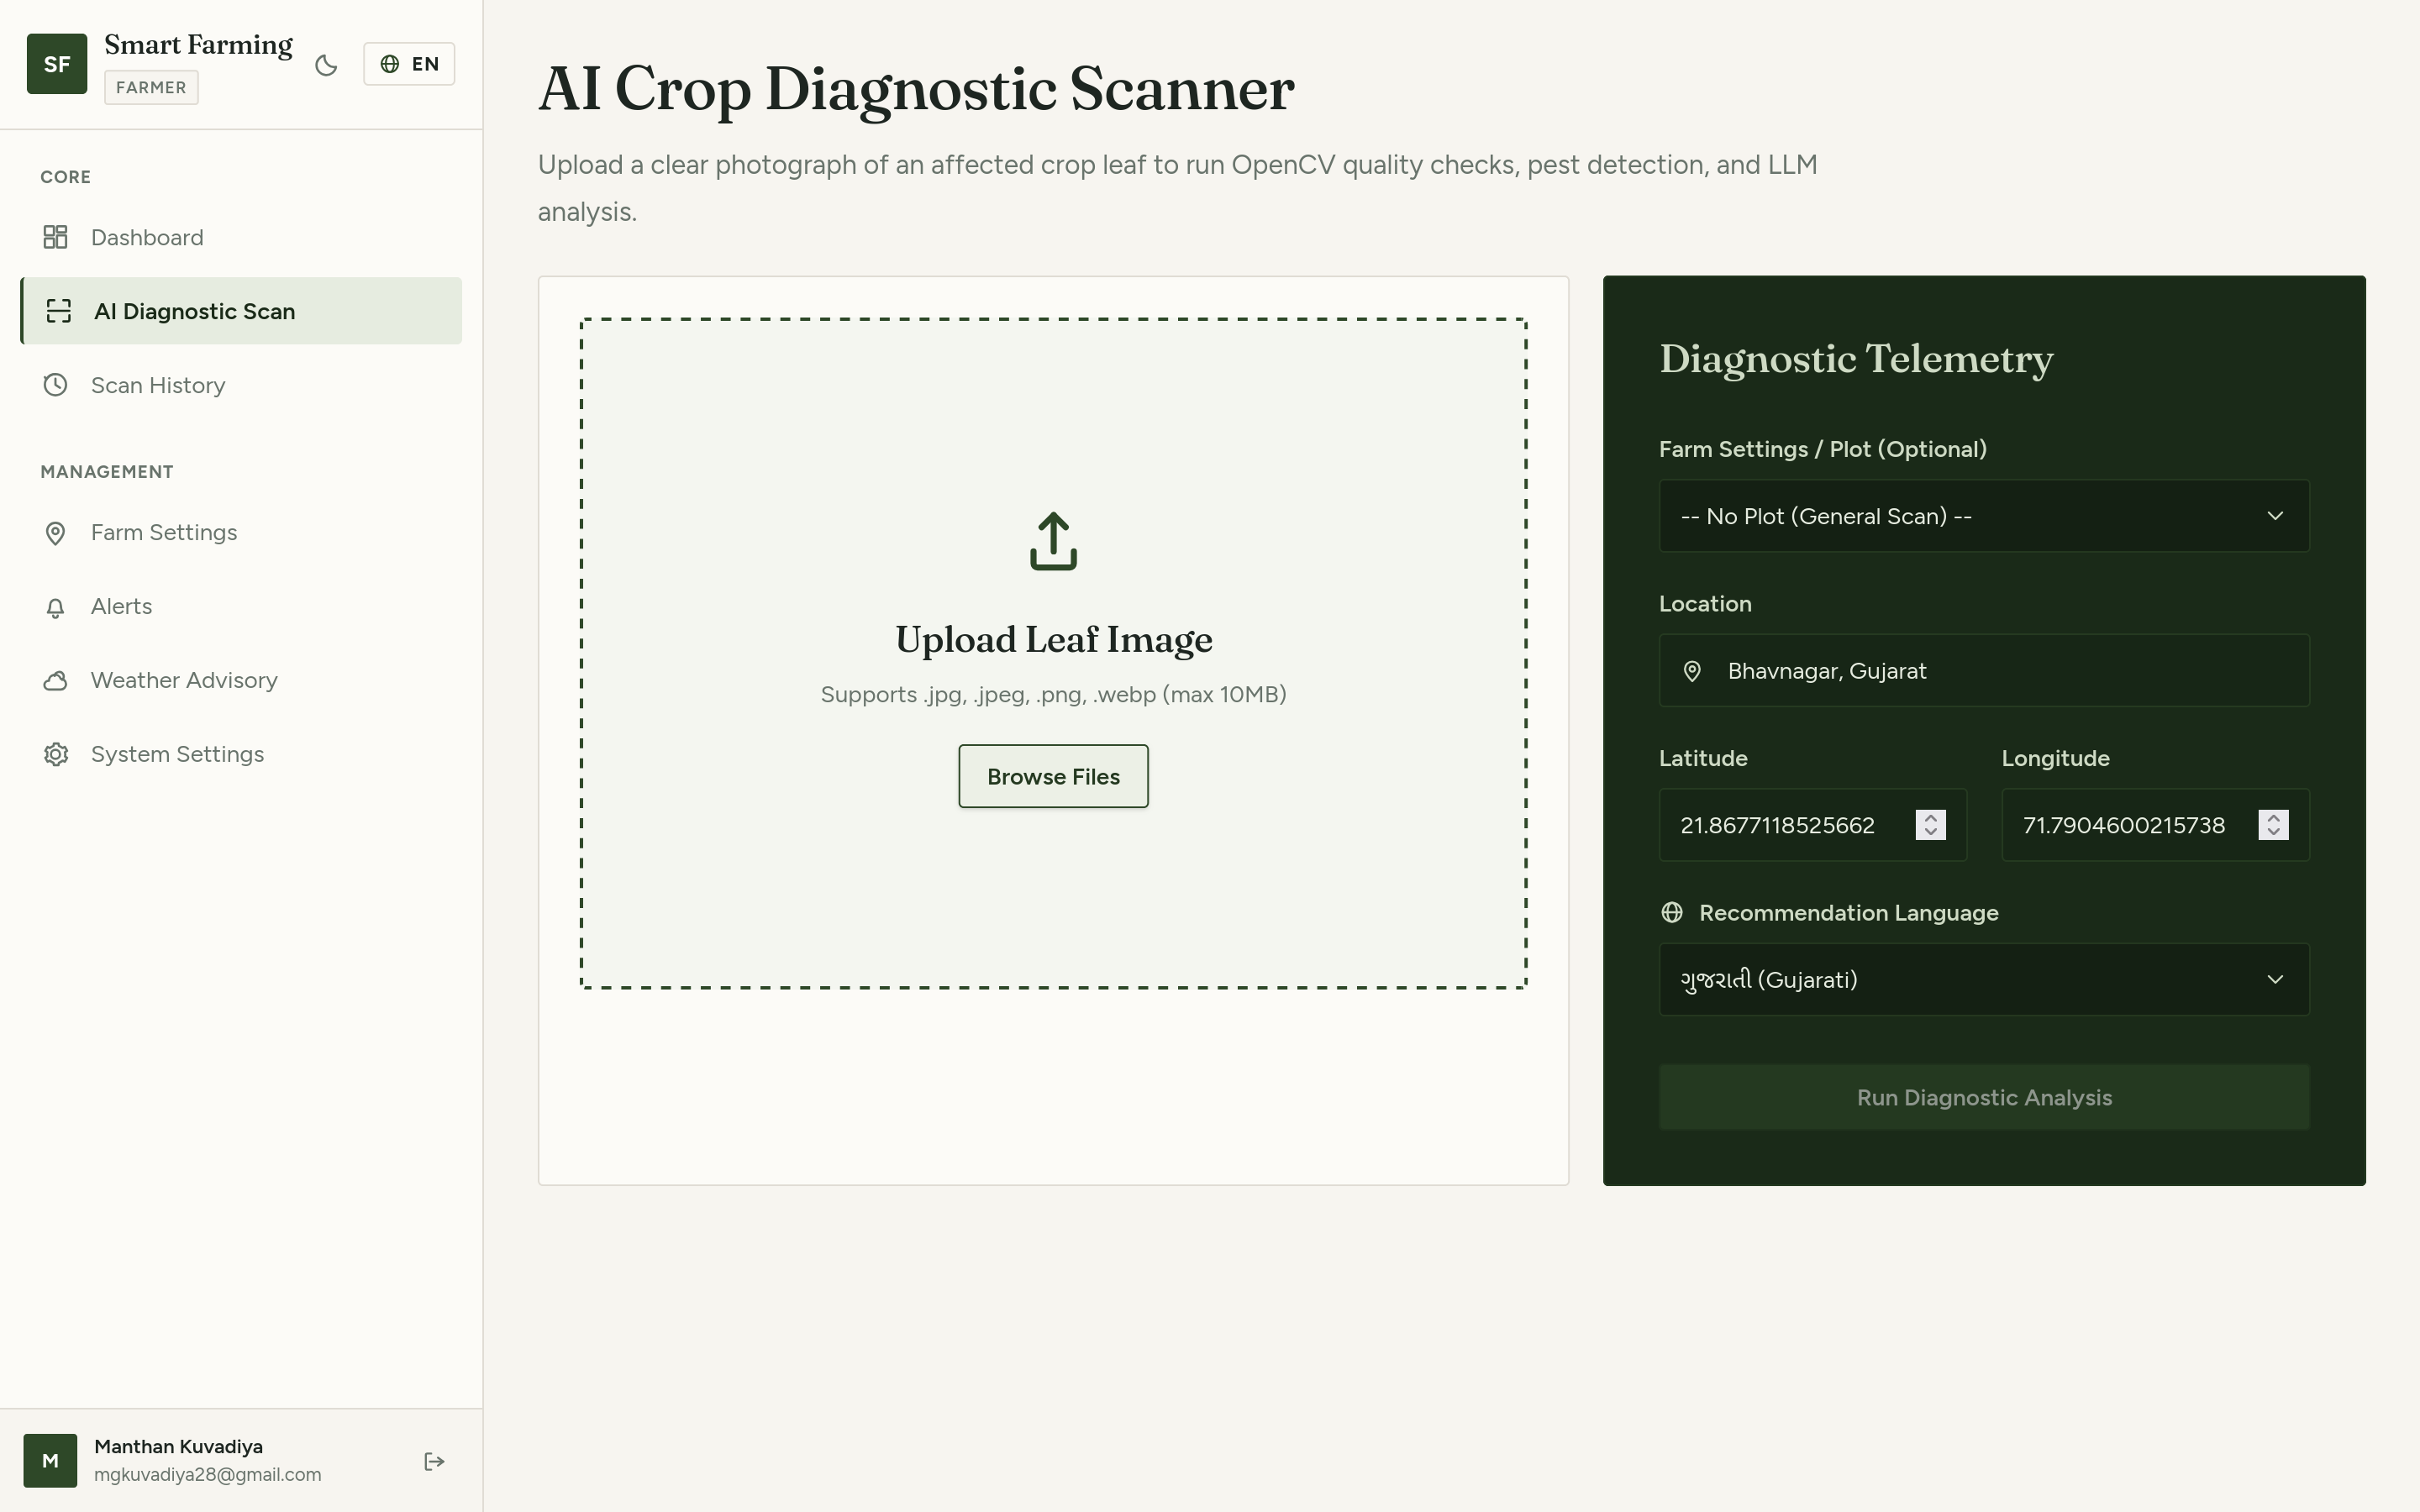 SF
Smart Farming
FARMER
EN
CORE
Dashboard
AI Diagnostic Scan
Scan History
MANAGEMENT
Farm Settings
Alerts
Weather Advisory
System Settings
M
Manthan Kuvadiya
mgkuvadiya28@gmail.com
AI Crop Diagnostic Scanner
Upload a clear photograph of an affected crop leaf to run OpenCV quality checks, pest detection, and LLM
analysis.
Upload Leaf Image
Supports .jpg, .jpeg, .png, .webp (max 10MB)
Browse Files
Diagnostic Telemetry
Farm Settings / Plot (Optional)
-- No Plot (General Scan) --
Location
Bhavnagar, Gujarat
Latitude
Longitude
21.8677118525662
71.7904600215738
Recommendation Language
ગુજરાતી (Gujarati)
Run Diagnostic Analysis